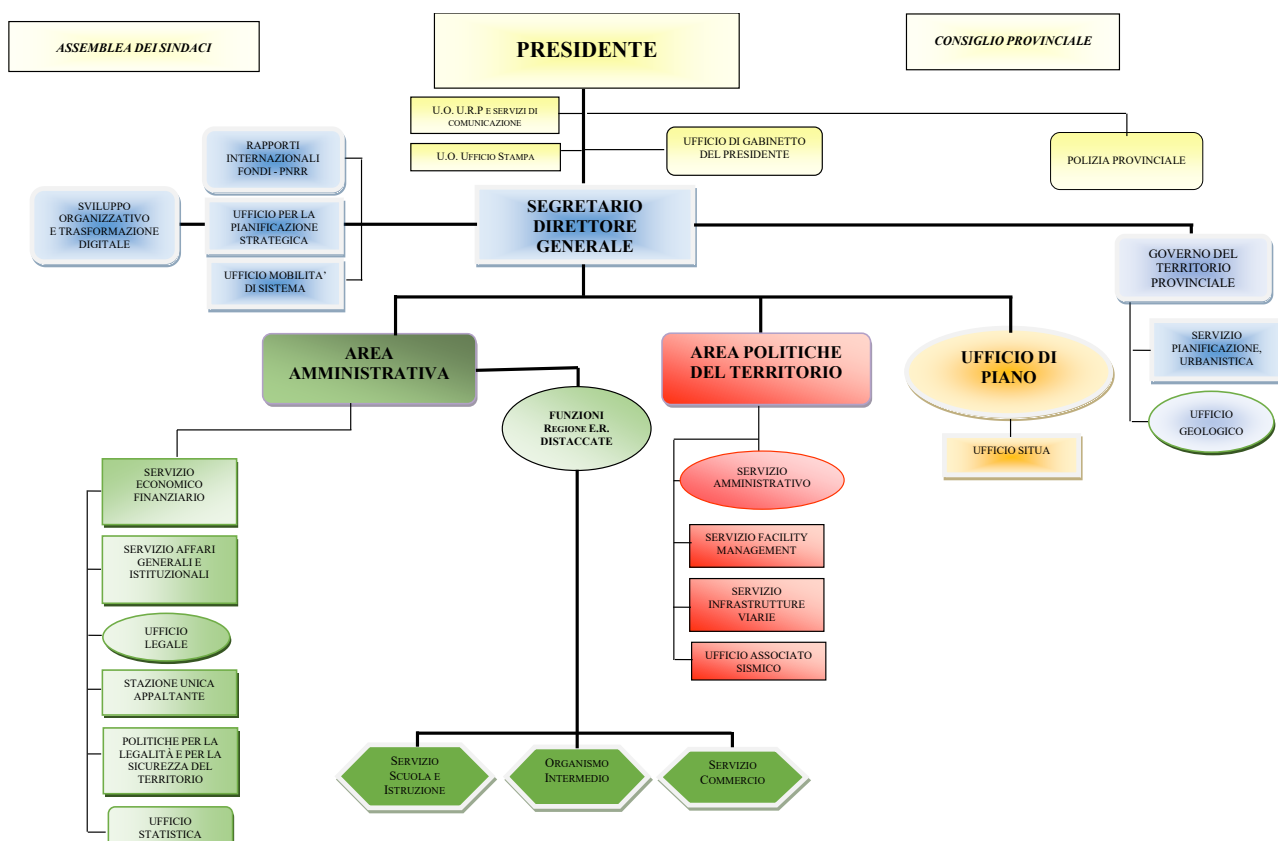 ASSEMBLEA DEI SINDACI
PRESIDENTE
CONSIGLIO PROVINCIALE
U.O. U.R.P E SERVIZI DI
COMUNICAZIONE
U.O. UFFICIO STAMPA
UFFICIO DI GABINETTO
DEL PRESIDENTE
POLIZIA PROVINCIALE
RAPPORTI
INTERNAZIONALI
FONDI - PNRR
SVILUPPO
ORGANIZZATIVO
E TRASFORMAZIONE
DIGITALE
UFFICIO PER LA
PIANIFICAZIONE
STRATEGICA
UFFICIO MOBILITA'
DI SISTEMA
SEGRETARIO
DIRETTORE
GENERALE
GOVERNO DEL
TERRITORIO
PROVINCIALE
SERVIZIO
PIANIFICAZIONE,
URBANISTICA
UFFICIO
GEOLOGICO
AREA
AMMINISTRATIVA
AREA POLITICHE
DEL TERRITORIO
UFFICIO DI
PIANO
UFFICIO SITUA
FUNZIONI
REGIONE E.R.
DISTACCATE
SERVIZIO
ECONOMICO
FINANZIARIO
SERVIZIO AFFARI
GENERALI E
ISTITUZIONALI
UFFICIO
LEGALE
STAZIONE UNICA
APPALTANTE
POLITICHE PER LA
LEGALITÀ E PER LA
SICUREZZA DEL
TERRITORIO
UFFICIO
STATISTICA
SERVIZIO
AMMINISTRATIVO
SERVIZIO FACILITY
MANAGEMENT
SERVIZIO
INFRASTRUTTURE
VIARIE
UFFICIO ASSOCIATO
SISMICO
SERVIZIO
SCUOLA E
ISTRUZIONE
ORGANISMO
INTERMEDIO
SERVIZIO
COMMERCIO